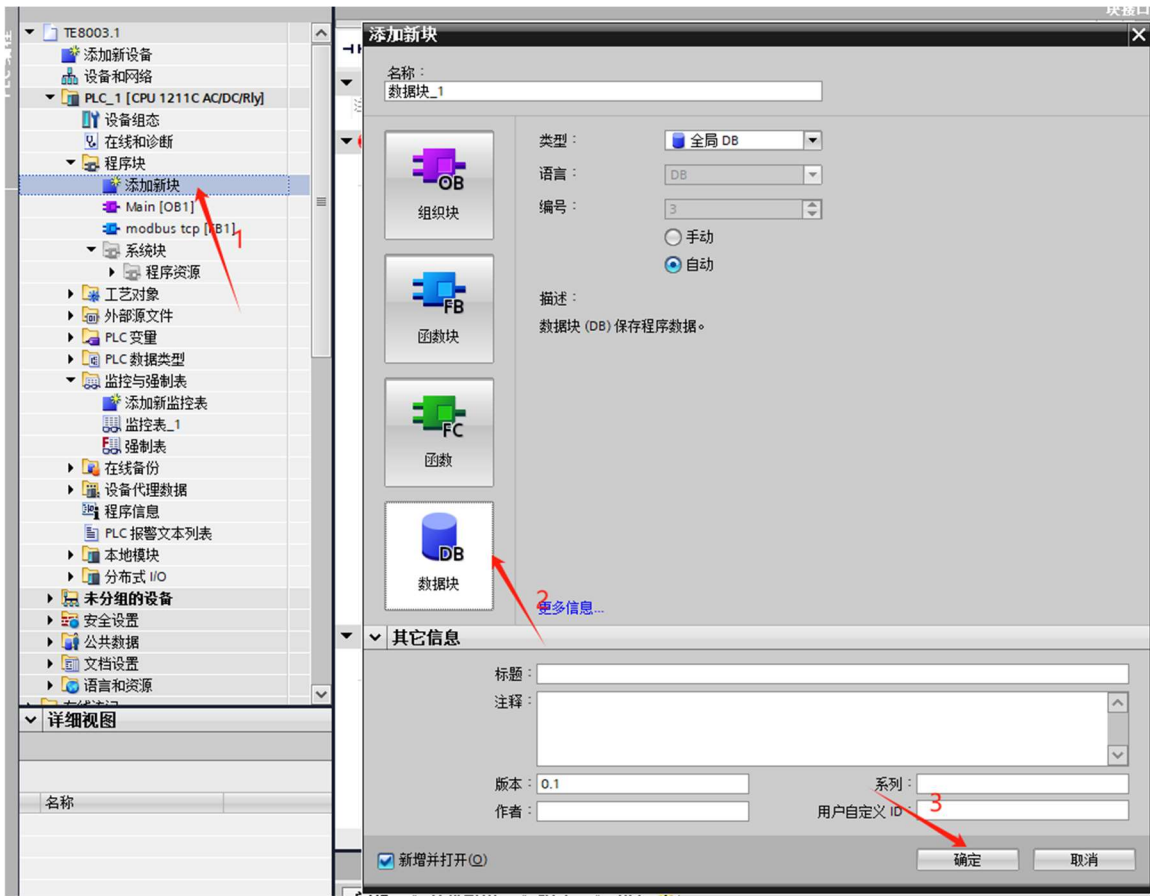 块接口
TE8003.1
添加新设备
设备和网络
PLC_1 [CPU 1211C AC/DC/Rly]
设备组态
在线和诊断
程序块
添加新块
Main [OB1]
modbus tcp [FB1]
1
系统块
程序资源
工艺对象
外部源文件
PLC 变量
PLC 数据类型
监控与强制表
添加新监控表
监控表_1
强制表
在线备份
设备代理数据
程序信息
PLC 报警文本列表
本地模块
分布式 I/O
未分组的设备
安全设置
公共数据
文档设置
语言和资源
详细视图
名称
添加新块
名称：
数据块_1
OB
组织块
FB
函数块
FC
函数
DB
数据块
类型：
全局 DB
语言：
DB
编号：
3
手动
自动
描述：
数据块 (DB) 保存程序数据。
2
更多信息...
其它信息
标题：
注释：
版本：
0.1
系列：
作者：
用户自定义 ID：
3
新增并打开(O)
确定
取消